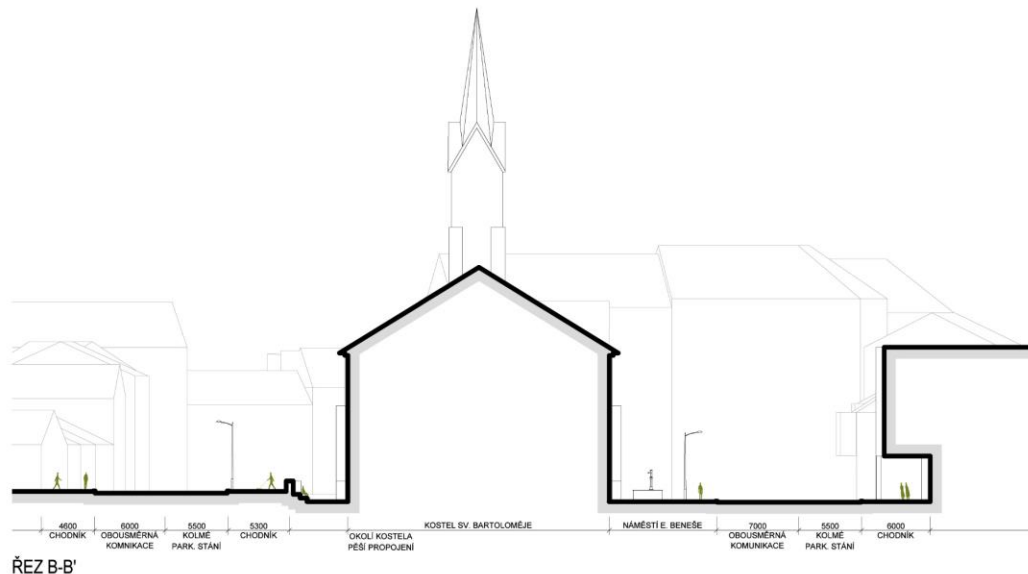 4600
CHODNÍK
6000
OBOUSMĚRNÁ
KOMNIKACE
5500
KOLMÉ
PARK. STÁNÍ
5300
CHODNÍK
OKOLÍ KOSTELA
PĚŠÍ PROPOJENÍ
KOSTEL SV. BARTOLOMĚJE
NÁMĚSTÍ E. BENEŠE
7000
OBOUSMĚRNÁ
KOMUNIKACE
5500
KOLMÉ
PARK. STÁNÍ
6000
CHODNÍK
ŘEZ B-B'